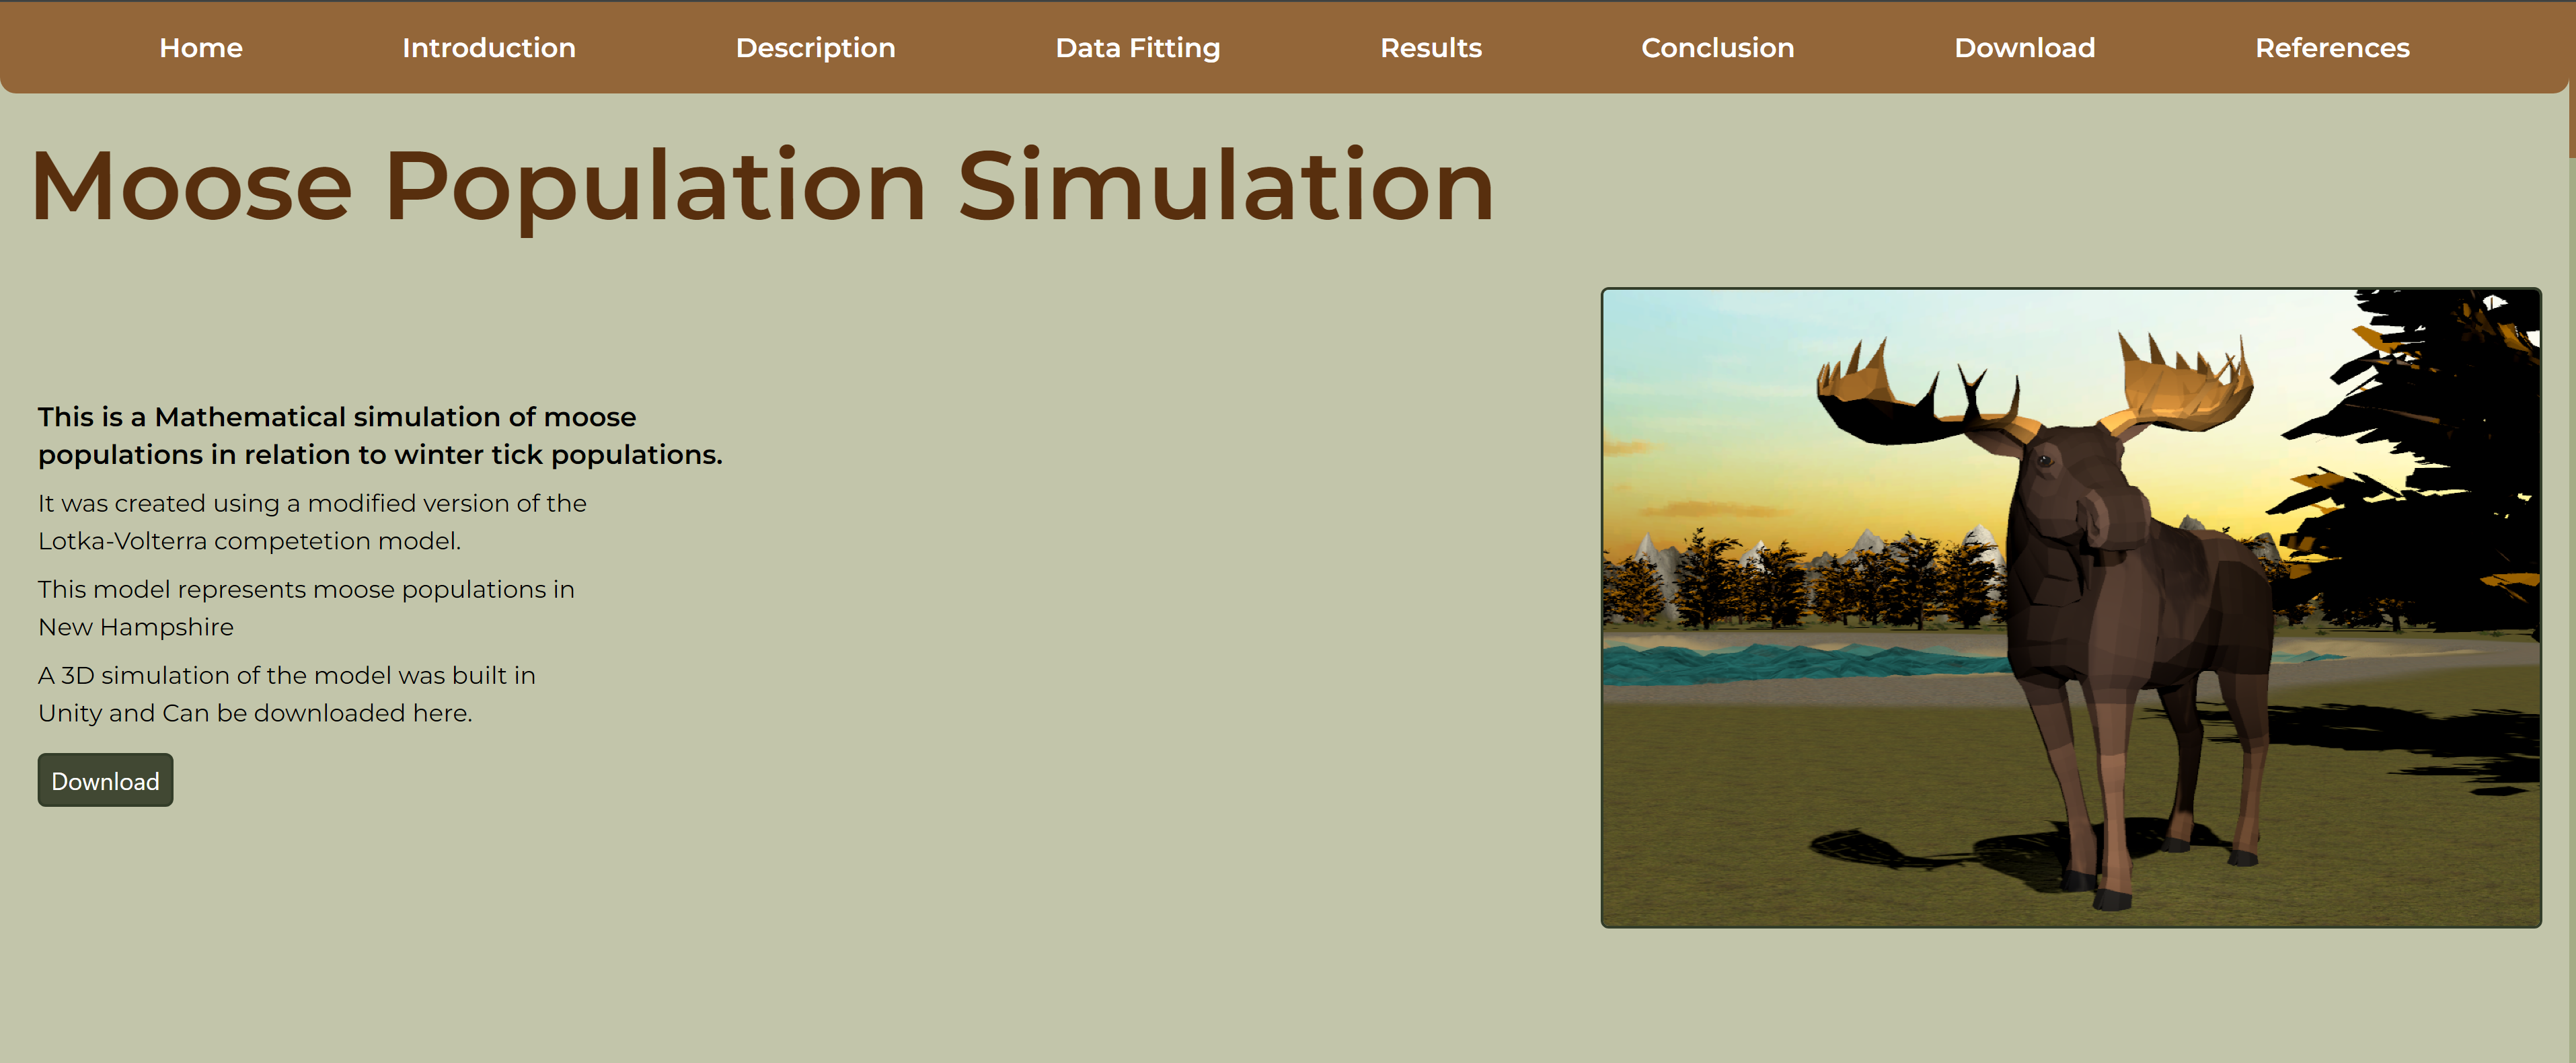 Home Introduction Description Data Fitting Results Conclusion Download References
Moose Population Simulation
This is a Mathematical simulation of moose
populations in relation to winter tick populations.
It was created using a modified version of the
Lotka-Volterra competetion model.
This model represents moose populations in
New Hampshire
A 3D simulation of the model was built in
Unity and Can be downloaded here.
Download